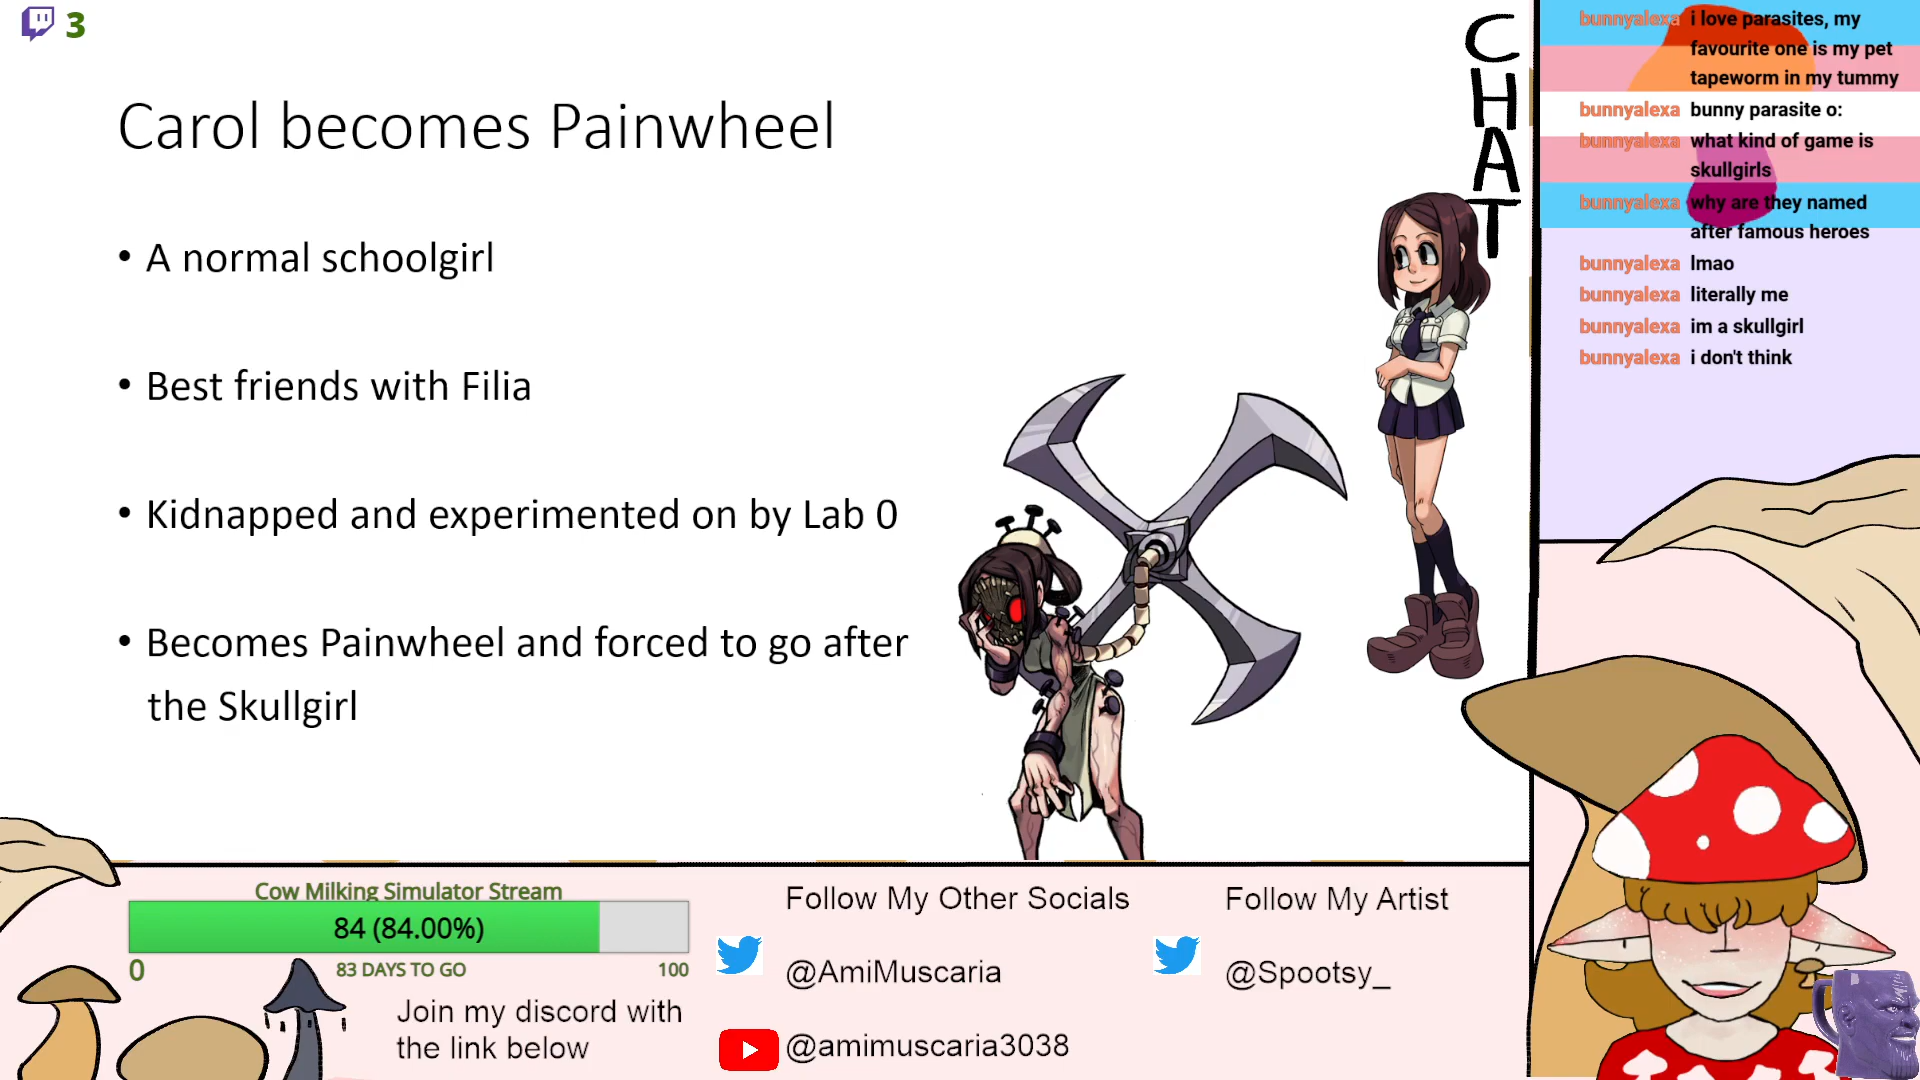 3
Carol becomes Painwheel
• A normal schoolgirl
• Best friends with Filia
• Kidnapped and experimented on by Lab 0
• Becomes Painwheel and forced to go after
the Skullgirl
CHAT
bunnyalexa i love parasites, my
favourite one is my pet
tapeworm in my tummy
bunnyalexa bunny parasite o:
bunnyalexa what kind of game is
skullgirls
bunnyalexa why are they named
after famous heroes
bunnyalexa lmao
bunnyalexa literally me
bunnyalexa im a skullgirl
bunnyalexa i don't think
Cow Milking Simulator Stream
84 (84.00%)
0 83 DAYS TO GO 100
Join my discord with
the link below
Follow My Other Socials
@AmiMuscaria
@amimuscaria3038
Follow My Artist
@Spootsy_